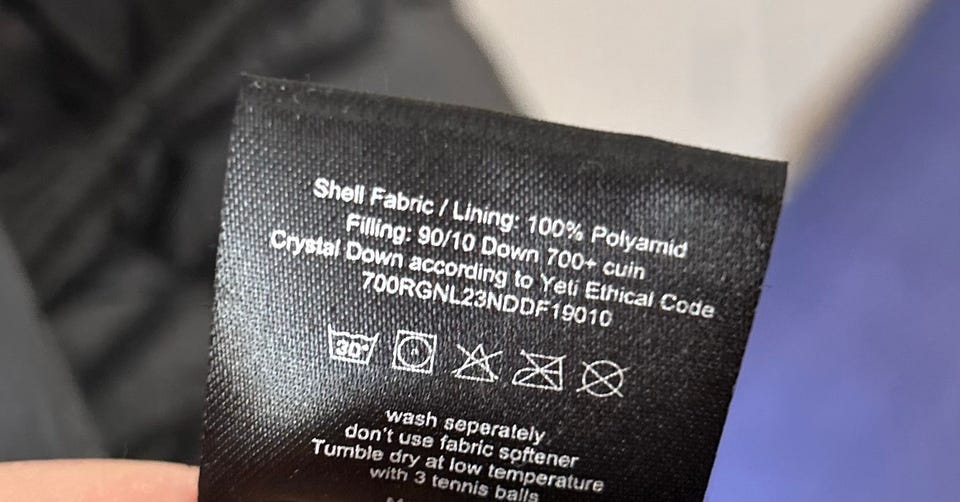 Shell Fabric / Lining: 100% Polyamid
Filling: 90/10 Down 700+ cuin
Crystal Down according to Yeti Ethical Code
700RGNL23NDDF19010
30°
wash seperately
don't use fabric softener
Tumble dry at low temperature
with 3 tennis balls